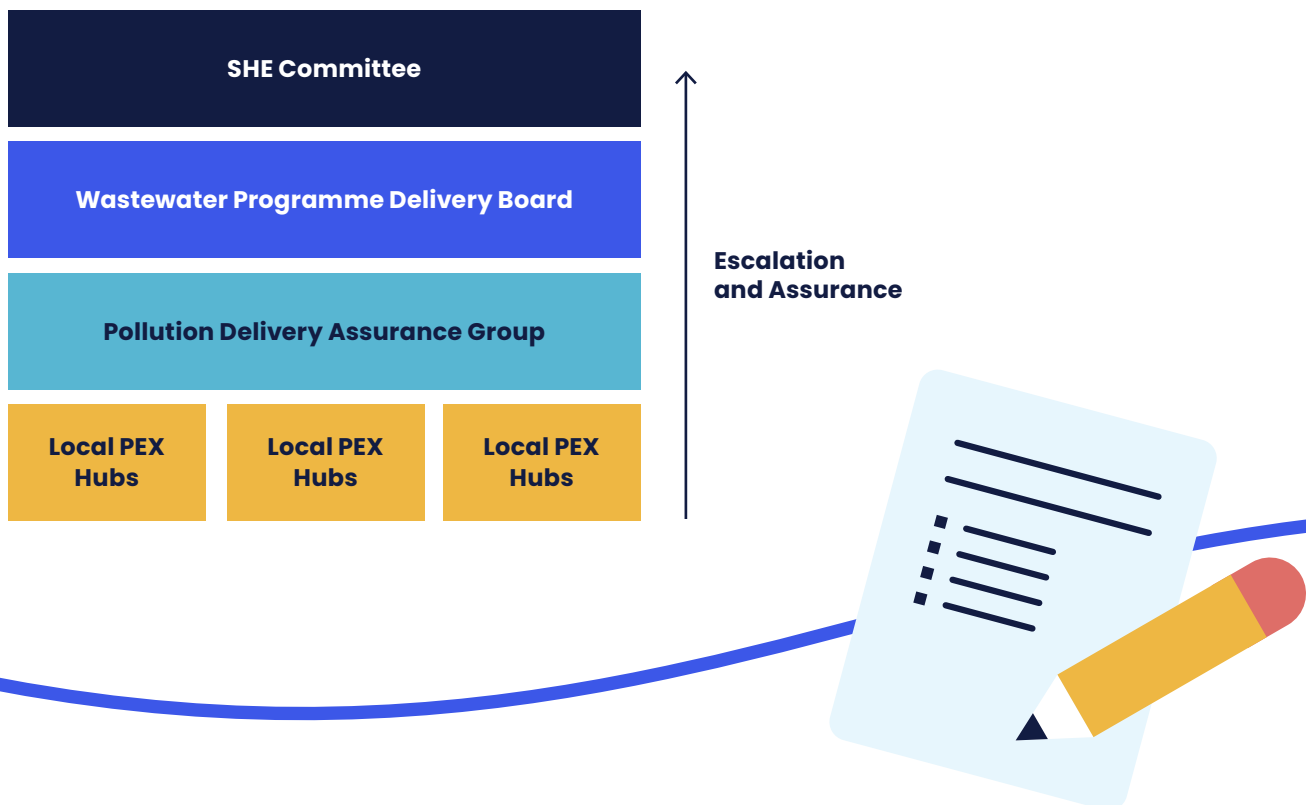 SHE Committee
Wastewater Programme Delivery Board
Escalation
and Assurance
Pollution Delivery Assurance Group
Local PEX
Hubs
Local PEX
Hubs
Local PEX
Hubs